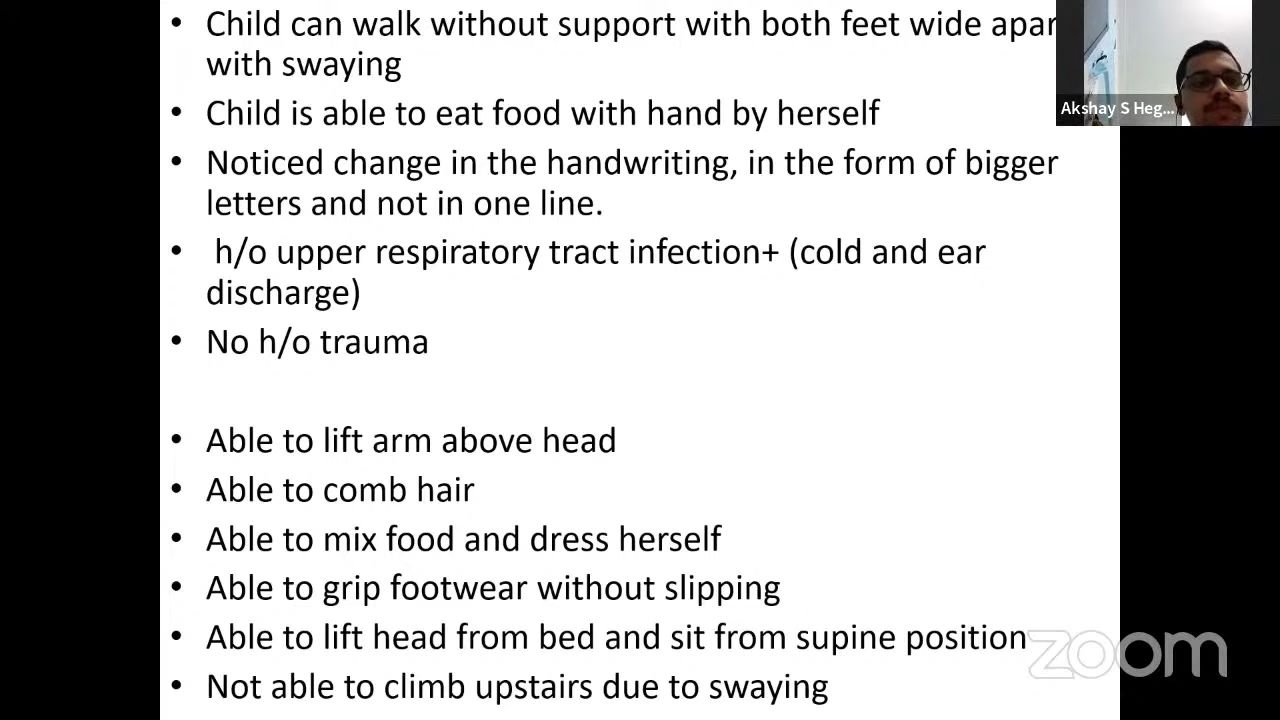 • Child can walk without support with both feet wide apar
with swaying
• Child is able to eat food with hand by herself
• Noticed change in the handwriting, in the form of bigger
letters and not in one line.
• h/o upper respiratory tract infection+ (cold and ear
discharge)
• No h/o trauma
• Able to lift arm above head
• Able to comb hair
• Able to mix food and dress herself
• Able to grip footwear without slipping
• Able to lift head from bed and sit from supine position
• Not able to climb upstairs due to swaying
Akshay S Heg...
zoom